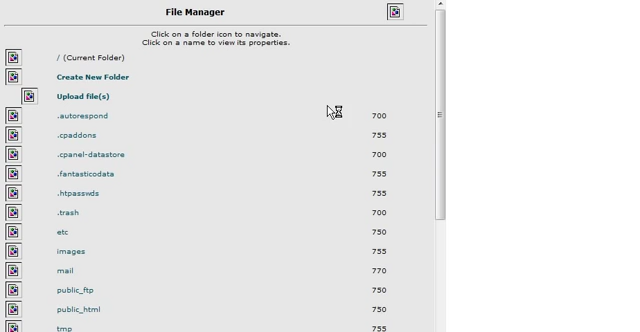 File Manager
Click on a folder icon to navigate.
Click on a name to view its properties.
/ (Current Folder)
Create New Folder
Upload file(s)
.autorespond 700
.cpaddons 755
.cpanel-datastore 700
.fantasticodata 755
.htpasswds 755
.trash 700
etc 750
images 755
mail 770
public_ftp 750
public_html 750
tmp 755